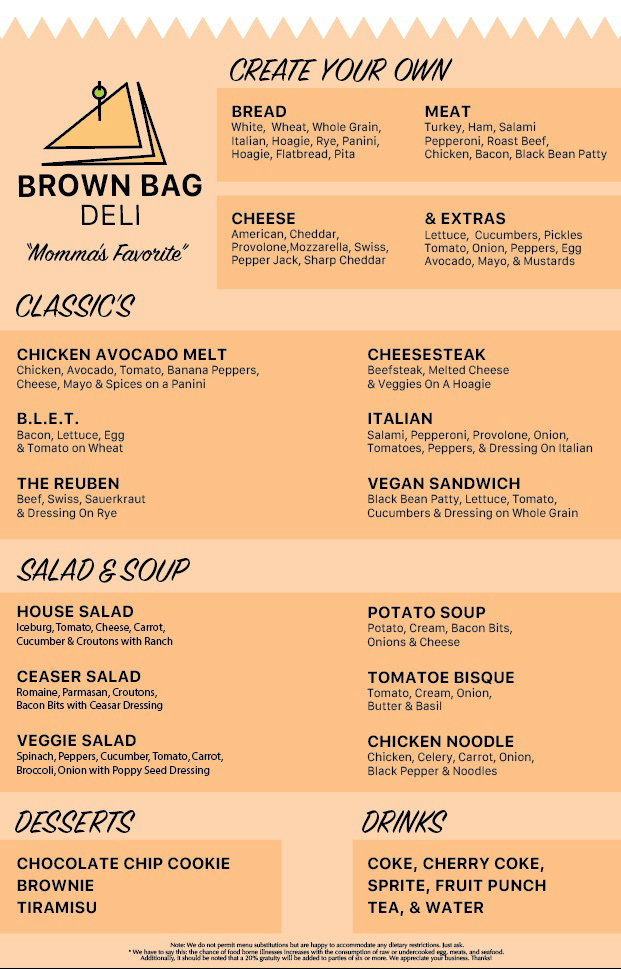 CREATE YOUR OWN
BROWN BAG
DELI
"Momma's Favorite"
BREAD
White, Wheat, Whole Grain,
Italian, Hoagie, Rye, Panini,
Hoagie, Flatbread, Pita
MEAT
Turkey, Ham, Salami
Pepperoni, Roast Beef,
Chicken, Bacon, Black Bean Patty
CHEESE
American, Cheddar,
Provolone,Mozzarella, Swiss,
Pepper Jack, Sharp Cheddar
& EXTRAS
Lettuce, Cucumbers, Pickles
Tomato, Onion, Peppers, Egg
Avocado, Mayo, & Mustards
CLASSIC'S
CHICKEN AVOCADO MELT
Chicken, Avocado, Tomato, Banana Peppers,
Cheese, Mayo & Spices on a Panini
B.L.E.T.
Bacon, Lettuce, Egg
& Tomato on Wheat
THE REUBEN
Beef, Swiss, Sauerkraut
& Dressing On Rye
CHEESESTEAK
Beefsteak, Melted Cheese
& Veggies On A Hoagie
ITALIAN
Salami, Pepperoni, Provolone, Onion,
Tomatoes, Peppers, & Dressing On Italian
VEGAN SANDWICH
Black Bean Patty, Lettuce, Tomato,
Cucumbers & Dressing on Whole Grain
SALAD & SOUP
HOUSE SALAD
Iceburg, Tomato, Cheese, Carrot,
Cucumber & Croutons with Ranch
CEASER SALAD
Romaine, Parmasan, Croutons,
Bacon Bits with Ceasar Dressing
VEGGIE SALAD
Spinach, Peppers, Cucumber, Tomato, Carrot,
Broccoli, Onion with Poppy Seed Dressing
POTATO SOUP
Potato, Cream, Bacon Bits,
Onions & Cheese
TOMATOE BISQUE
Tomato, Cream, Onion,
Butter & Basil
CHICKEN NOODLE
Chicken, Celery, Carrot, Onion,
Black Pepper & Noodles
DESSERTS
CHOCOLATE CHIP COOKIE
BROWNIE
TIRAMISU
DRINKS
COKE, CHERRY COKE,
SPRITE, FRUIT PUNCH
TEA, & WATER
Note: We do not permit menu substitutions but are happy to accommodate any dietary restrictions. Just ask.
* We have to say this: the chance of food borne illnesses increases with the consumption of raw or undercooked egg, meats, and seafood.
Additionally, it should be noted that a 20% gratuity will be added to parties of six or more. We appreciate your business. Thanks!